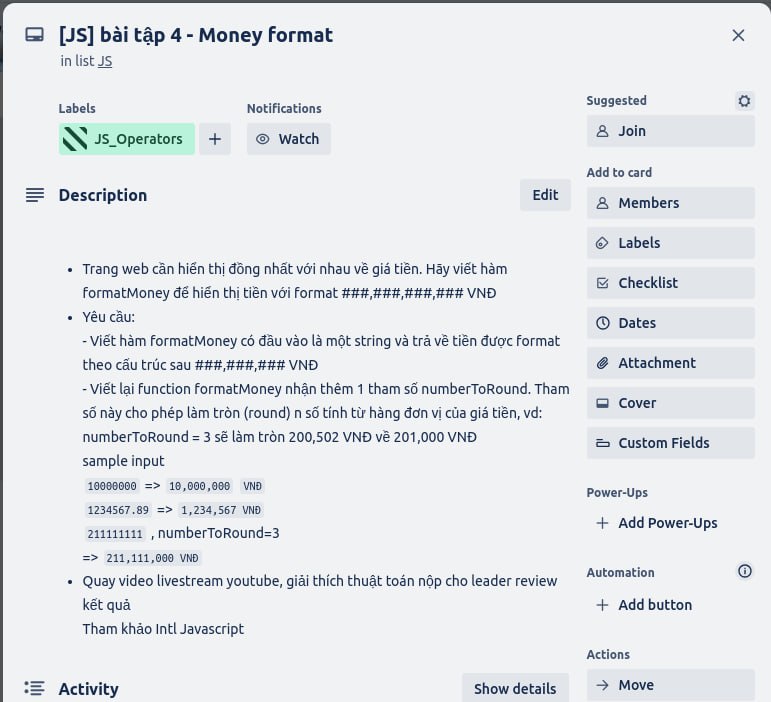 [JS] bài tập 4 - Money format
in list JS
Labels
JS_Operators
Notifications
Watch
Description
Edit
Trang web cần hiển thị đồng nhất với nhau về giá tiền. Hãy viết hàm
formatMoney để hiển thị tiền với format ###,###,###,### VNĐ
Yêu cầu:
- Viết hàm formatMoney có đầu vào là một string và trả về tiền được format
theo cấu trúc sau ###,###,### VNĐ
- Viết lại function formatMoney nhận thêm 1 tham số numberToRound. Tham
số này cho phép làm tròn (round) n số tính từ hàng đơn vị của giá tiền, vd:
numberToRound = 3 sẽ làm tròn 200,502 VNĐ về 201,000 VNĐ
sample input
10000000 => 10,000,000 VNĐ
1234567.89 => 1,234,567 VNĐ
211111111 , numberToRound=3
=> 211,111,000 VNĐ
Quay video livestream youtube, giải thích thuật toán nộp cho leader review
kết quả
Tham khảo Intl Javascript
Activity
Show details
Suggested
Join
Add to card
Members
Labels
Checklist
Dates
Attachment
Cover
Custom Fields
Power-Ups
Add Power-Ups
Automation
Add button
Actions
Move